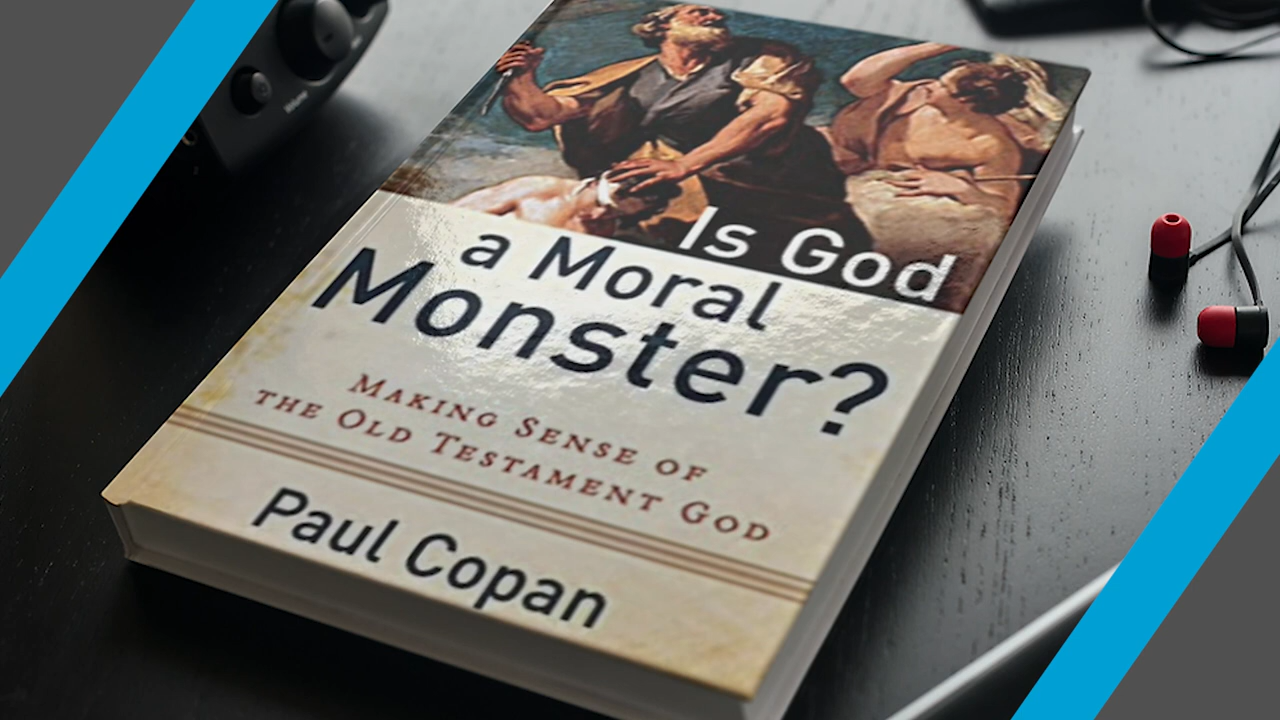 Is God
a Moral
Monster?
Making Sense of
the Old Testament God
Paul Copan